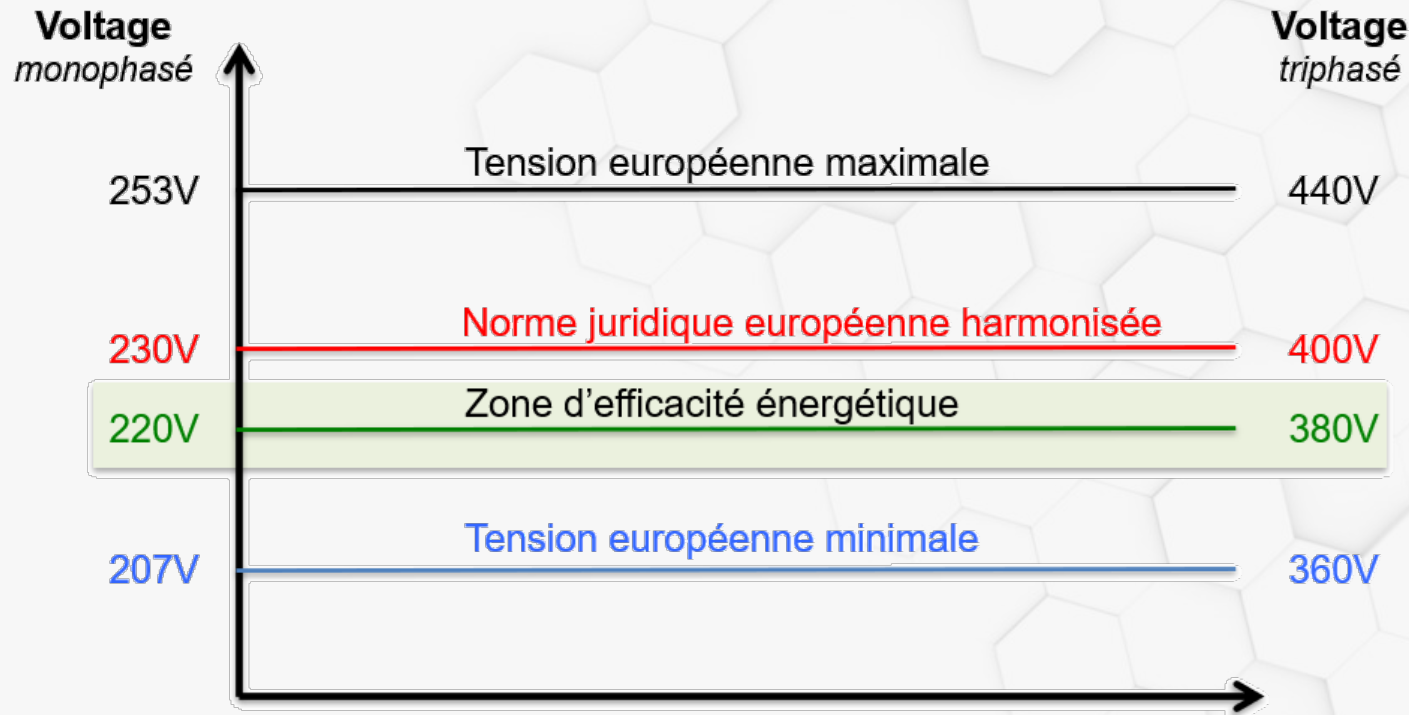 Voltage
monophasé
Voltage
triphasé
Tension européenne maximale
253V
440V
Norme juridique européenne harmonisée
230V
400V
Zone d’efficacité énergétique
220V
380V
Tension européenne minimale
207V
360V